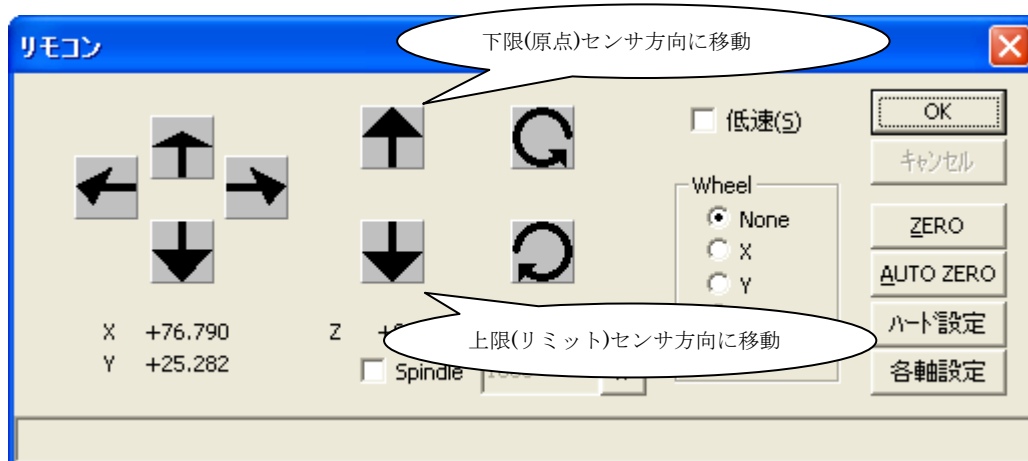 リモコン
下限(原点)センサ方向に移動
低速(S)
OK
キャンセル
Wheel
None
X
Y
ZERO
AUTO ZERO
ハード設定
各軸設定
X +76.790
Y +25.282
Z
上限(リミット)センサ方向に移動
Spindle